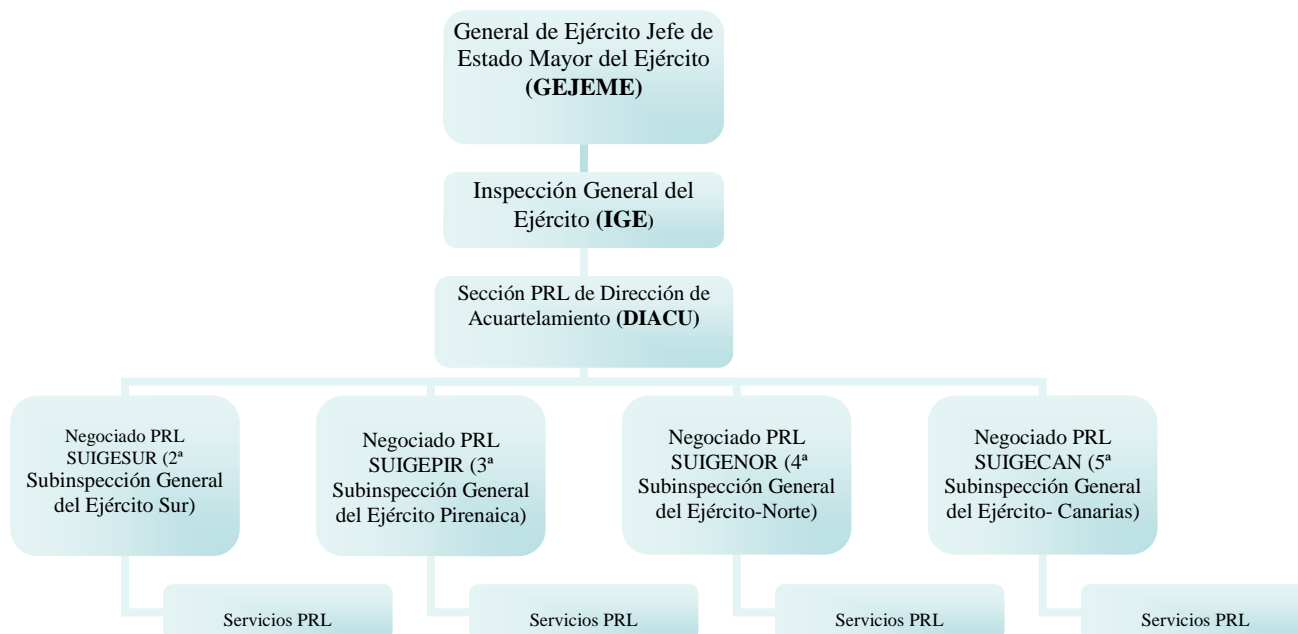 General de Ejército Jefe de
Estado Mayor del Ejército
(GEJEME)
Inspección General del
Ejército (IGE)
Sección PRL de Dirección de
Acuartelamiento (DIACU)
Negociado PRL
SUIGESUR (2ª
Subinspección General
del Ejército Sur)
Negociado PRL
SUIGEPIR (3ª
Subinspección General
del Ejército Pirenaica)
Negociado PRL
SUIGENOR (4ª
Subinspección General
del Ejército-Norte)
Negociado PRL
SUIGECAN (5ª
Subinspección General
del Ejército- Canarias)
Servicios PRL
Servicios PRL
Servicios PRL
Servicios PRL